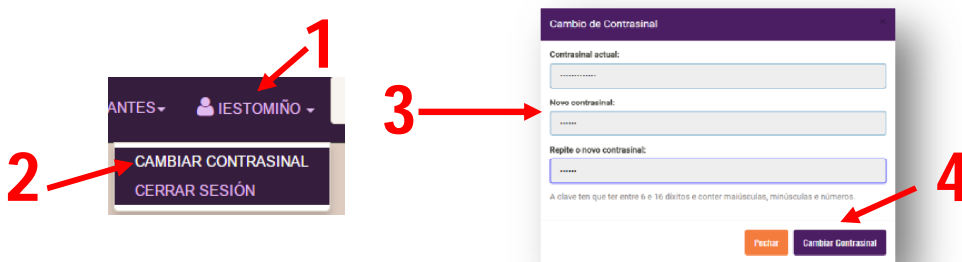 1
ANTES
IESTOMIÑO
2
CAMBIAR CONTRASINAL
CERRAR SESIÓN
3
Cambio de Contrasinal
Contrasinal actual:
Novo contrasinal:
Repite o novo contrasinal:
A clave ten que ter entre 6 e 16 díxitos e conter maiúsculas, minúsculas e números.
4
Pechar
Cambiar Contrasinal